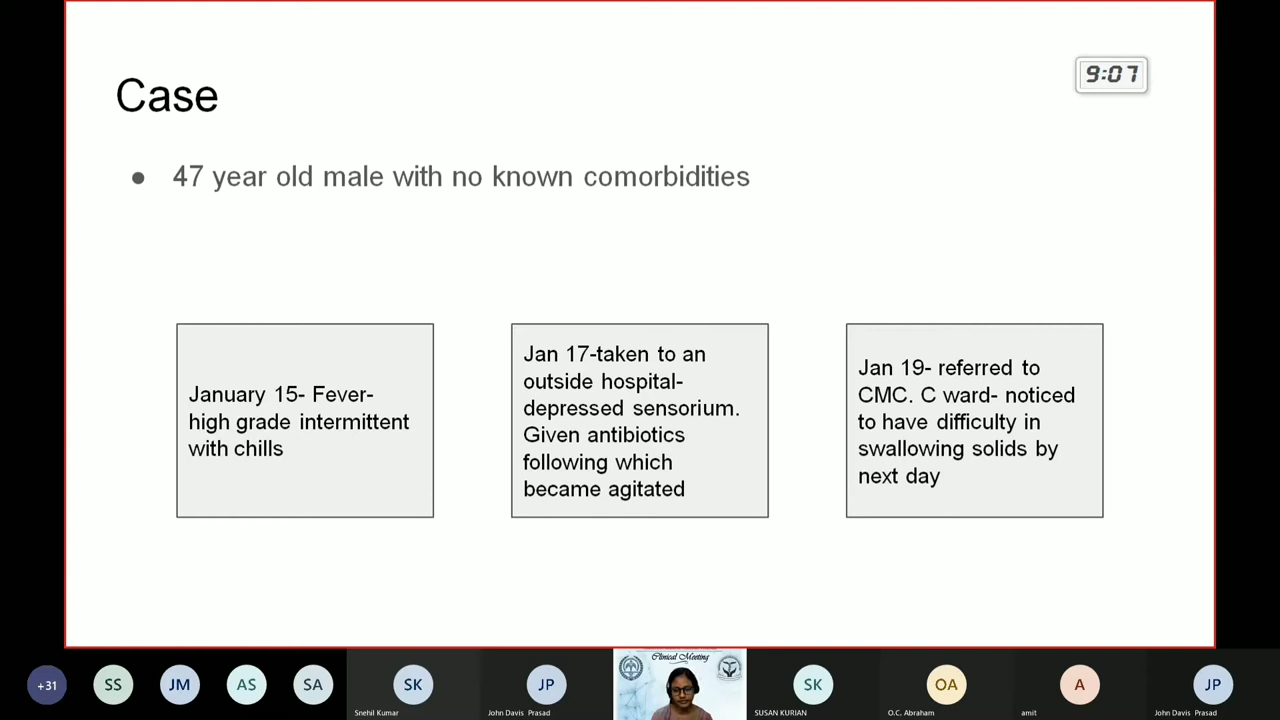 Case
9:07
● 47 year old male with no known comorbidities
January 15- Fever-
high grade intermittent
with chills
Jan 17-taken to an
outside hospital-
depressed sensorium.
Given antibiotics
following which
became agitated
Jan 19- referred to
CMC. C ward- noticed
to have difficulty in
swallowing solids by
next day
+31
SS
JM
AS
SA
SK
Snehil Kumar
JP
John Davis Prasad
Clinical Meeting
SK
SUSAN KURIAN
OA
O.C. Abraham
A
amit
JP
John Davis Prasad